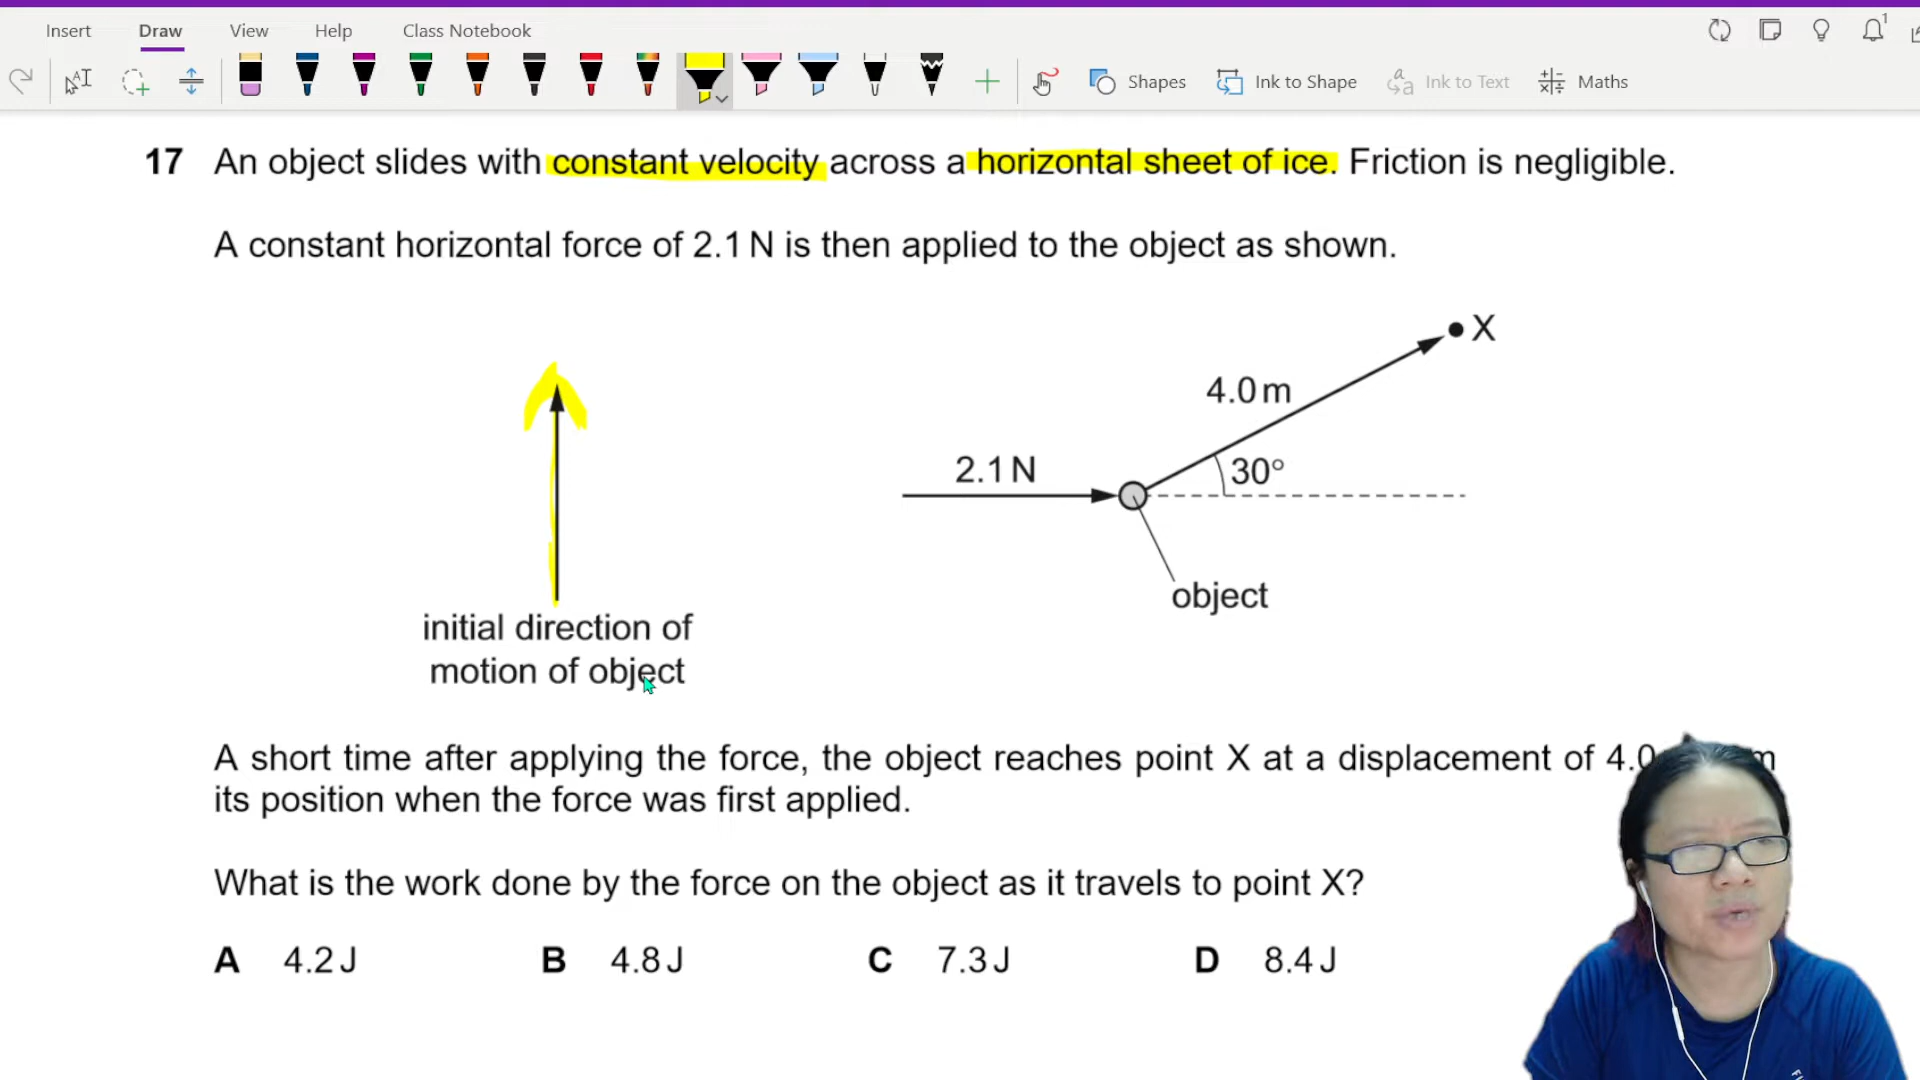 Insert Draw View Help Class Notebook
1
Shapes Ink to Shape Ink to Text Maths
17 An object slides with constant velocity across a horizontal sheet of ice. Friction is negligible.
A constant horizontal force of 2.1 N is then applied to the object as shown.
X
4.0 m
2.1 N
30°
object
initial direction of
motion of object
A short time after applying the force, the object reaches point X at a displacement of 4.0
its position when the force was first applied.
What is the work done by the force on the object as it travels to point X?
A 4.2 J B 4.8 J C 7.3 J D 8.4 J